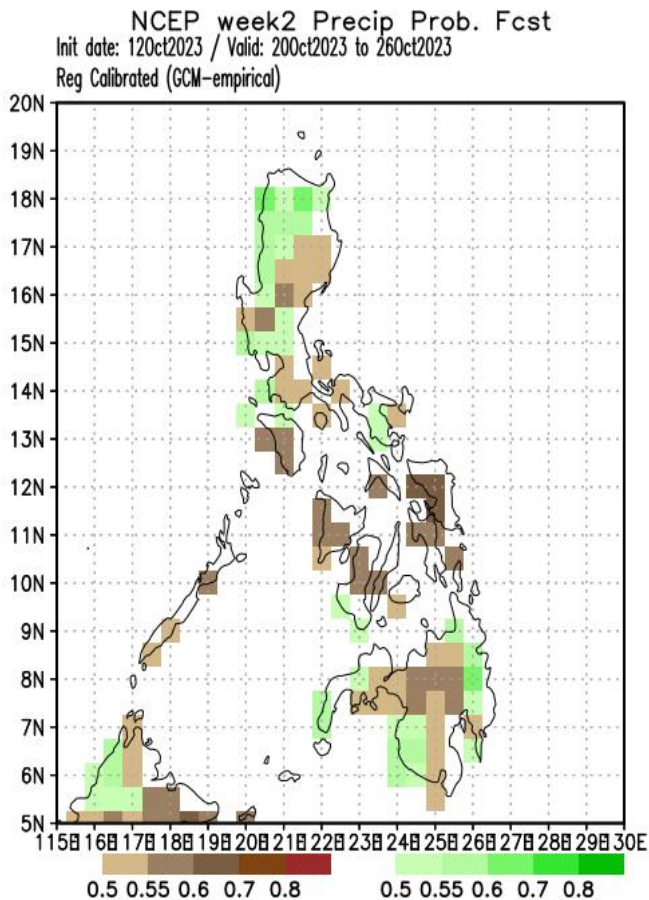 NCEP week2 Precip Prob. Fcst
Init date: 12Oct2023 / Valid: 20Oct2023 to 26Oct2023
Reg Calibrated (GCM-empirical)
20N
19N
18N
17N
16N
15N
14N
13N
12N
11N
10N
9N
8N
7N
6N
5N
115E 116E 117E 118E 119E 120E 121E 122E 123E 124E 125E 126E 127E 128E 129E 130E
0.5 0.55 0.6 0.7 0.8 0.5 0.55 0.6 0.7 0.8